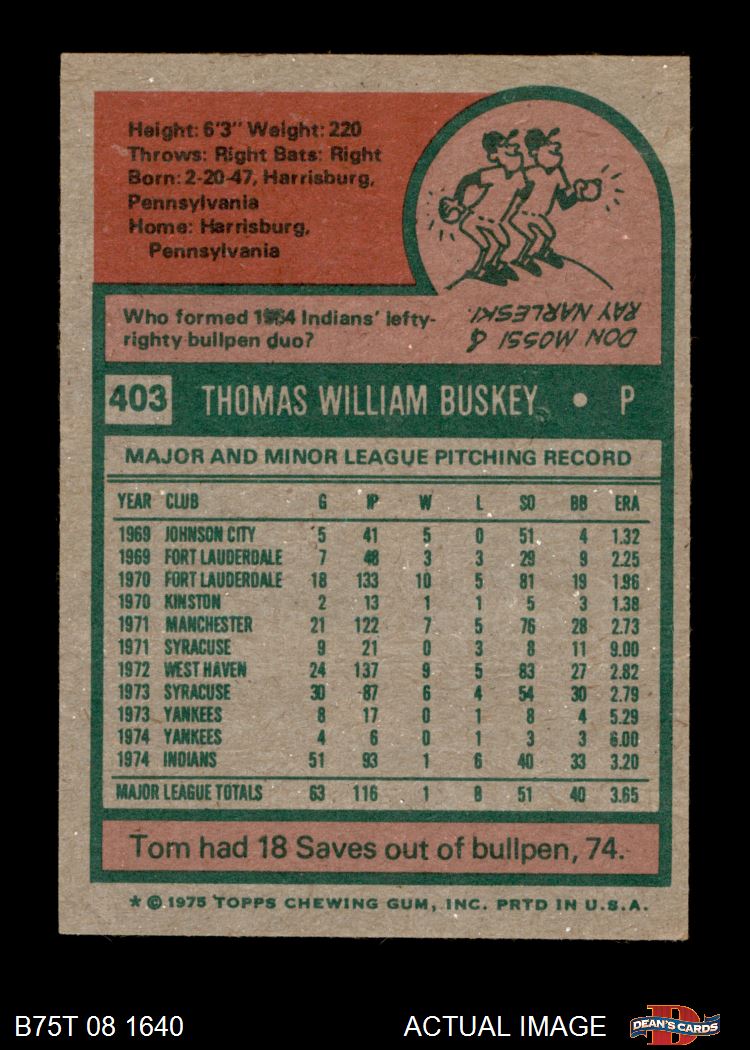 Height: 6'3" Weight: 220
Throws: Right Bats: Right
Born: 2-20-47, Harrisburg,
Pennsylvania
Home: Harrisburg,
Pennsylvania
Who formed 1954 Indians' lefty-
righty bullpen duo?
DON MOSSI &
RAY NARLESKI.
403 THOMAS WILLIAM BUSKEY • P
MAJOR AND MINOR LEAGUE PITCHING RECORD
YEAR CLUB G IP W L SO BB ERA
1969 JOHNSON CITY 5 41 5 0 51 4 1.32
1969 FORT LAUDERDALE 7 48 3 3 29 9 2.25
1970 FORT LAUDERDALE 18 133 10 5 81 19 1.96
1970 KINSTON 2 13 1 1 5 3 1.38
1971 MANCHESTER 21 122 7 5 76 28 2.73
1971 SYRACUSE 9 21 0 3 8 11 9.00
1972 WEST HAVEN 24 137 9 5 83 27 2.82
1973 SYRACUSE 30 87 6 4 54 30 2.79
1973 YANKEES 8 17 0 1 8 4 5.29
1974 YANKEES 4 6 0 1 3 3 6.00
1974 INDIANS 51 93 1 6 40 33 3.20
MAJOR LEAGUE TOTALS 63 116 1 8 51 40 3.65
Tom had 18 Saves out of bullpen, 74.
* © 1975 TOPPS CHEWING GUM, INC. PRTD IN U.S.A.
B75T 08 1640 ACTUAL IMAGE
D
DEAN'S CARDS